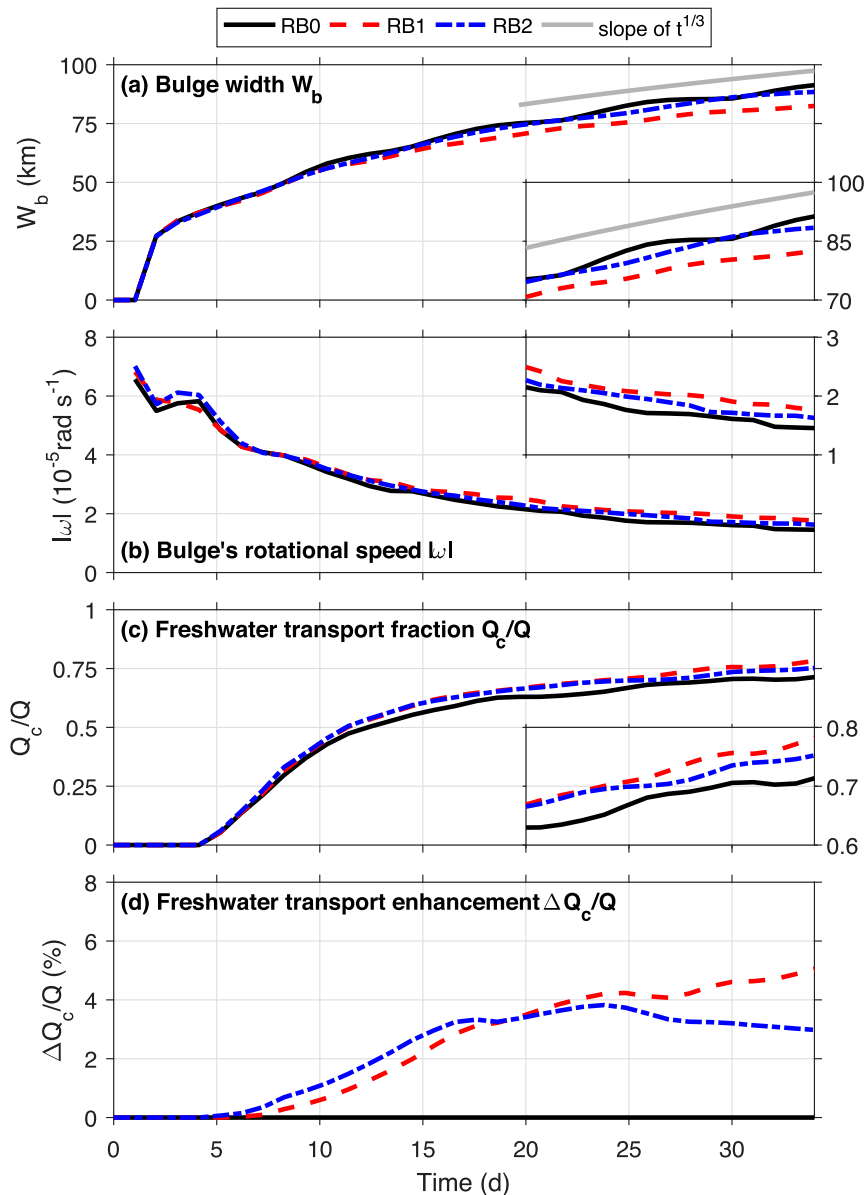 RB0 RB1 RB2 slope of t^1/3
(a) Bulge width W_b
W_b (km)
100
75
50
25
0
100
85
70
(b) Bulge's rotational speed |ω|
|ω| (10^-5 rad s^-1)
8
6
4
2
0
3
2
1
(c) Freshwater transport fraction Q_c/Q
Q_c/Q
1
0.75
0.5
0.25
0
0.8
0.7
0.6
(d) Freshwater transport enhancement ΔQ_c/Q
ΔQ_c/Q (%)
8
6
4
2
0
0 5 10 15 20 25 30
Time (d)